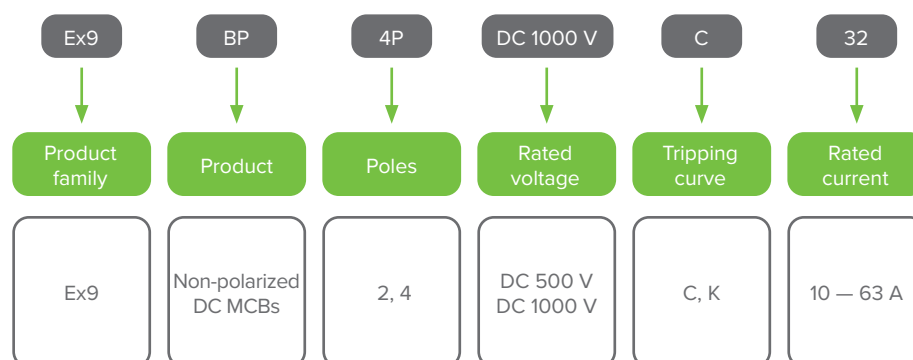 Ex9 BP 4P DC 1000 V C 32
Product family Product Poles Rated voltage Tripping curve Rated current
Ex9 Non-polarized DC MCBs 2, 4 DC 500 V DC 1000 V C, K 10 — 63 A